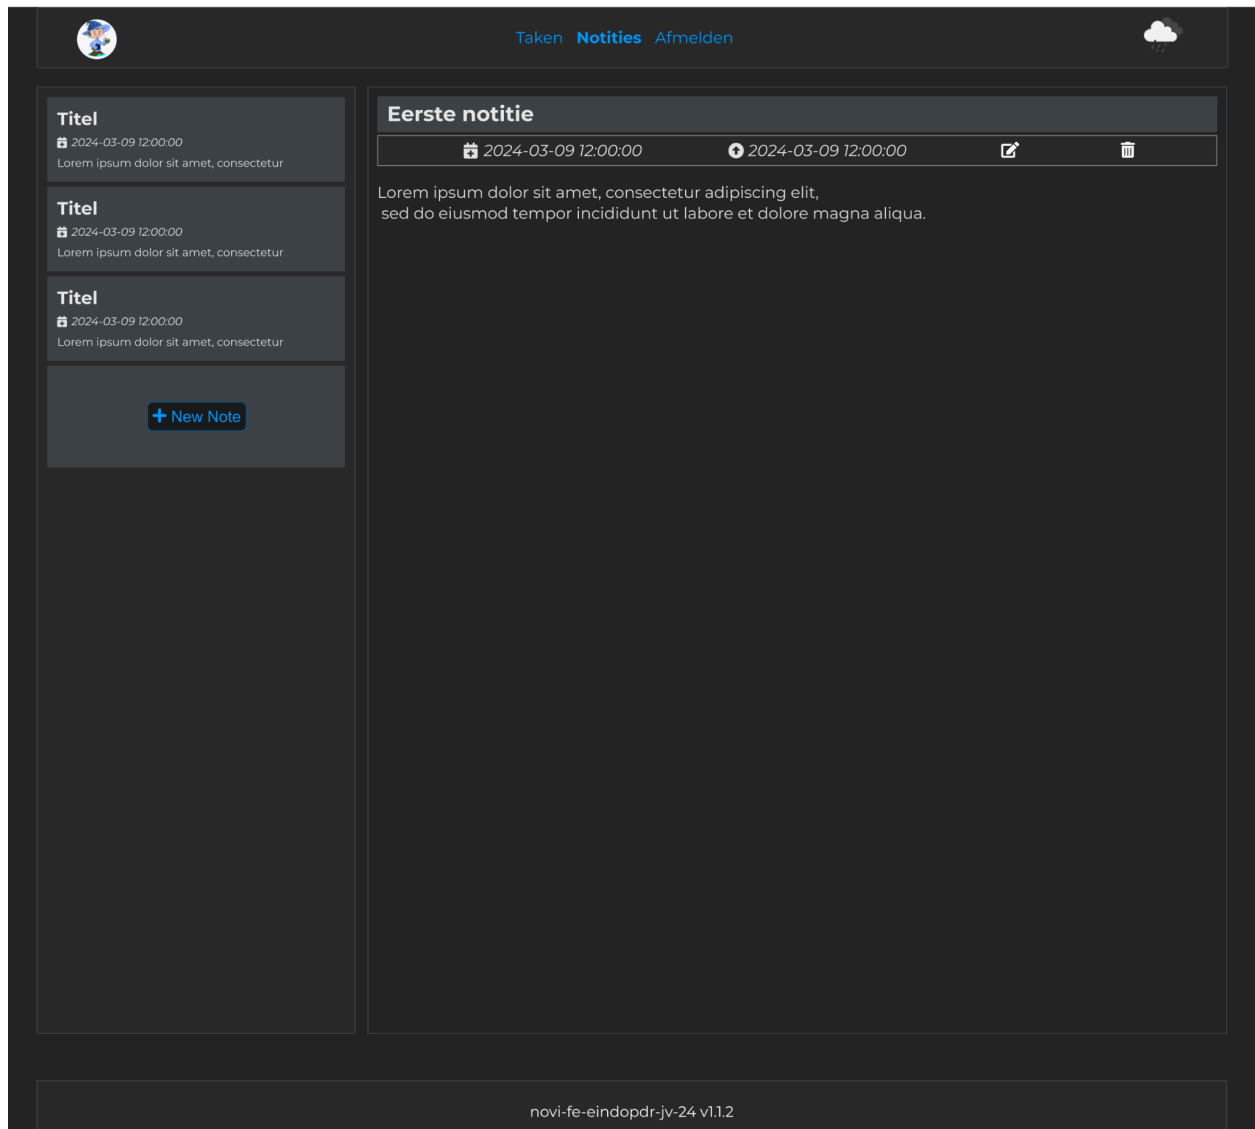 Taken Notities Afmelden
Titel
2024-03-09 12:00:00
Lorem ipsum dolor sit amet, consectetur
Titel
2024-03-09 12:00:00
Lorem ipsum dolor sit amet, consectetur
Titel
2024-03-09 12:00:00
Lorem ipsum dolor sit amet, consectetur
New Note
Eerste notitie
2024-03-09 12:00:00 2024-03-09 12:00:00
Lorem ipsum dolor sit amet, consectetur adipiscing elit,
sed do eiusmod tempor incididunt ut labore et dolore magna aliqua.
novi-fe-eindopdr-jv-24 v1.1.2